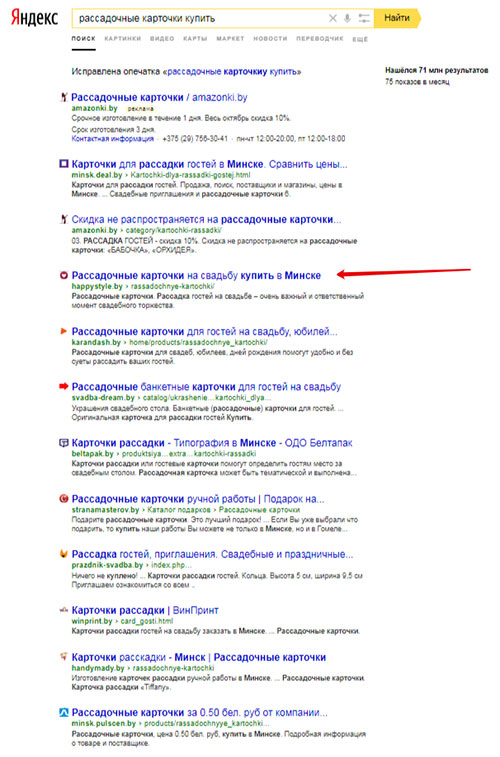 Яндекс
рассадочные карточки купить
Найти
ПОИСК КАРТИНКИ ВИДЕО КАРТЫ МАРКЕТ НОВОСТИ ПЕРЕВОДЧИК ЕЩЁ
Исправлена опечатка «рассадочные карточкиу купить»
Нашёлся 71 млн результатов
75 показов в месяц
Рассадочные карточки / amazonki.by
amazonki.by реклама
Срочное изготовление в течение 1 дня. Весь октябрь скидка 10%.
Срок изготовления 3 дня.
Контактная информация · +375 (29) 756-30-41 · пн-чт 12:00-20:00, пт 12:00-18:00
Карточки для рассадки гостей в Минске. Сравнить цены...
minsk.deal.by › Kartochki-dlya-rassadki-gostej.html
Карточки для рассадки гостей. Продажа, поиск, поставщики и магазины, цены в
Минске. ... Свадебные приглашения и рассадочные карточки б.
Скидка не распространяется на рассадочные карточки...
amazonki.by › category/kartochki-rassadki/
03. РАССАДКА ГОСТЕЙ - скидка 10%. Скидка не распространяется на рассадочные
карточки: «БАБОЧКА», «ОРХИДЕЯ».
Рассадочные карточки на свадьбу купить в Минске
happystyle.by › rassadochnye-kartochki/
Рассадочные карточки. Рассадка гостей на свадьбе – очень важный и ответственный
момент свадебного торжества.
Рассадочные карточки для гостей на свадьбу, юбилей...
karandash.by › home/products/rassadochnye_kartochki/
Рассадочные карточки для свадеб, юбилеев, дней рождения помогут удобно и без
суеты рассадить ваших гостей.
Рассадочные банкетные карточки для гостей на свадьбу
svadba-dream.by › catalog/ukrashenie...kartochki_dlya...
Украшения свадебного стола. Банкетные (рассадочные) карточки для гостей. ...
Оригинальная карточка для рассадки гостей Купить.
Карточки рассадки - Типография в Минске - ОДО Белтапак
beltapak.by › produktsiya...extra...kartochki-rassadki
Карточки рассадки или гостевые карточки помогут определить гостям место за
свадебным столом. Рассадочная карточка может быть тематической и выполнена...
Рассадочные карточки ручной работы | Подарок на...
stranamasterov.by › Каталог подарков › Рассадочные карточки
Подарите рассадочные карточки. Это лучший подарок! ... Если Вы уже выбрали что
подарить, то купить наши работы Вы можете не только в Минске, но и в Гомеле...
Рассадка гостей, приглашения. Свадебные и праздничные...
prazdnik-svadba.by › index.php...
Ничего не куплено! ... Карточки рассадки гостей. Кольца. Высота 5 см, ширина 9,5 см
Приглашаем ознакомиться со всем ..
Карточки рассадки | ВинПринт
winprint.by › card_gosti.html
Карточки рассадки гостей на свадьбу заказать в Минске. ... Рассадочные карточки.
Карточки расскадки - Минск | Рассадочные карточки
handymady.by › rassadochnye-kartochki
Изготовление карточек рассадки ручной работы в Минске. ... Рассадочные карточки.
Карточка рассадки «Tiffany».
Рассадочные карточки за 0.50 бел. руб от компании...
minsk.pulscen.by › products/rassadochnyye_kartochki...
Рассадочные карточки, цена 0.50 бел. руб, купить в Минске. Подробная информация
о товаре и поставщике.